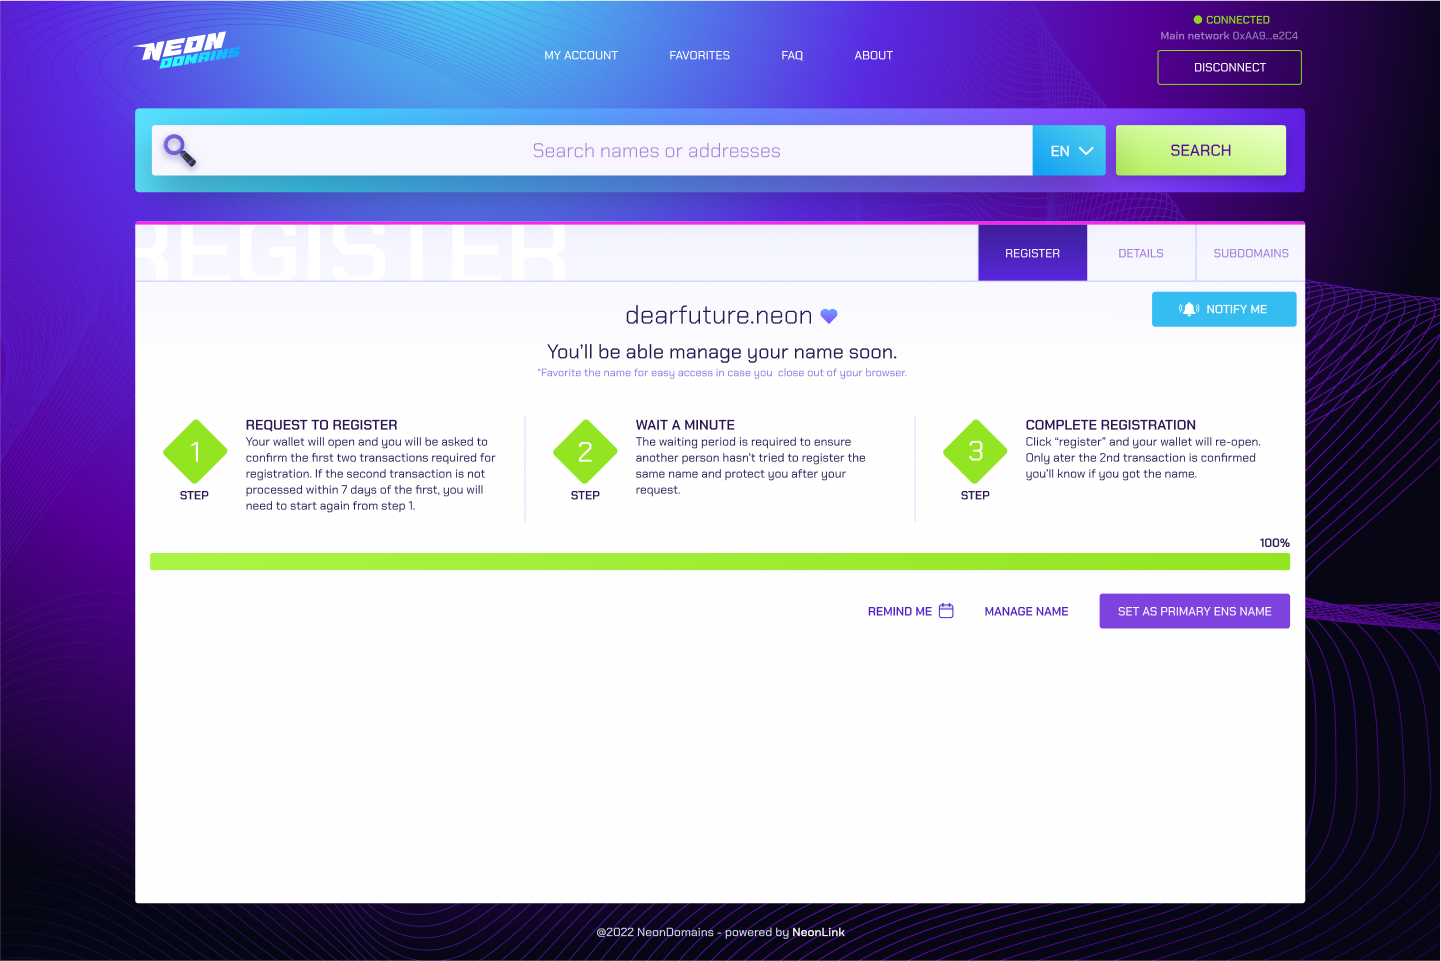 NEON
DOMAINS
MY ACCOUNT
FAVORITES
FAQ
ABOUT
CONNECTED
Main network 0xAA9...e2C4
DISCONNECT
Search names or addresses
EN
SEARCH
REGISTER
REGISTER
DETAILS
SUBDOMAINS
NOTIFY ME
dearfuture.neon
You'll be able manage your name soon.
*Favorite the name for easy access in case you  close out of your browser.
1
STEP
REQUEST TO REGISTER
Your wallet will open and you will be asked to
confirm the first two transactions required for
registration. If the second transaction is not
processed within 7 days of the first, you will
need to start again from step 1.
2
STEP
WAIT A MINUTE
The waiting period is required to ensure
another person hasn't tried to register the
same name and protect you after your
request.
3
STEP
COMPLETE REGISTRATION
Click “register” and your wallet will re-open.
Only ater the 2nd transaction is confirmed
you'll know if you got the name.
100%
REMIND ME
MANAGE NAME
SET AS PRIMARY ENS NAME
@2022 NeonDomains - powered by NeonLink